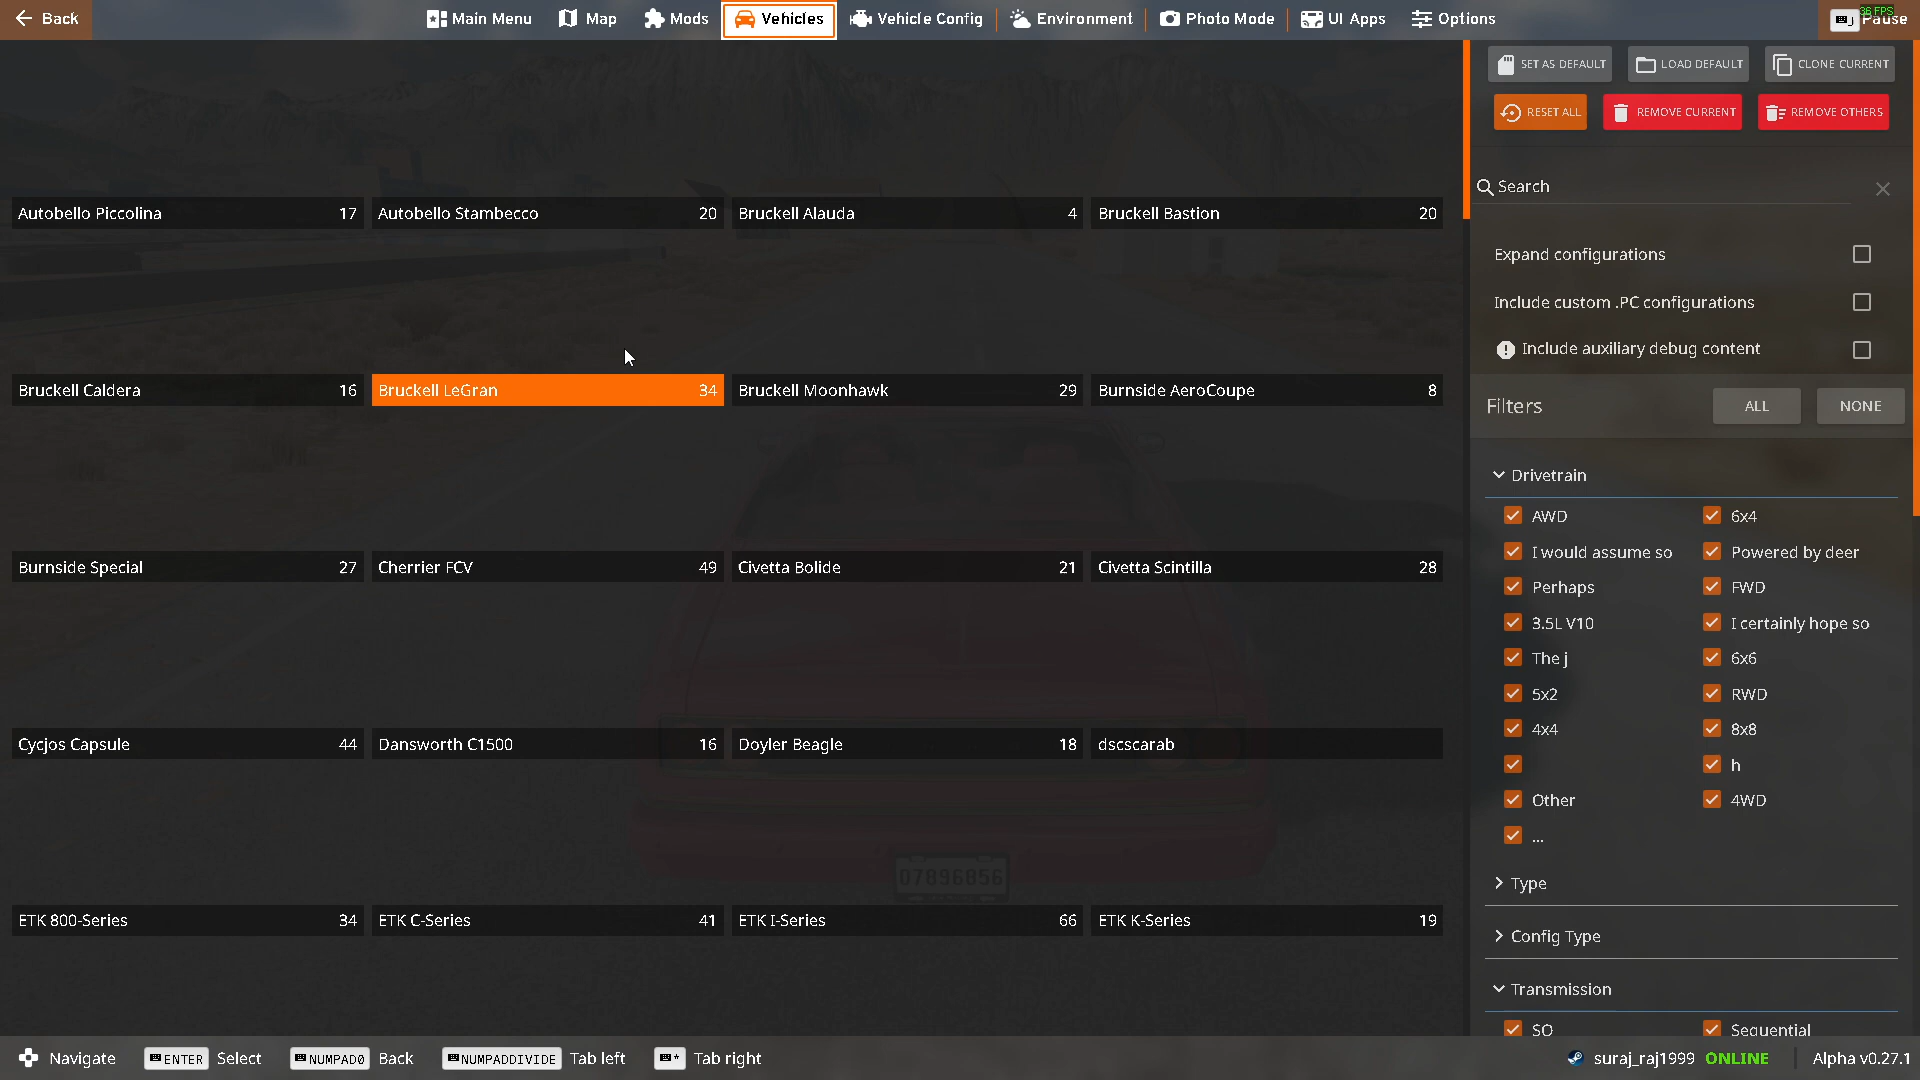 Back
Main Menu
Map
Mods
Vehicles
Vehicle Config
Environment
Photo Mode
UI Apps
Options
36 FPS
J
Pause
SET AS DEFAULT
LOAD DEFAULT
CLONE CURRENT
RESET ALL
REMOVE CURRENT
REMOVE OTHERS
Search
Expand configurations
Include custom .PC configurations
Include auxiliary debug content
Filters
ALL
NONE
Drivetrain
AWD
6x4
I would assume so
Powered by deer
Perhaps
FWD
3.5L V10
I certainly hope so
The j
6x6
5x2
RWD
4x4
8x8
h
Other
4WD
...
Type
Config Type
Transmission
SO
Sequential
Autobello Piccolina 17
Autobello Stambecco 20
Bruckell Alauda 4
Bruckell Bastion 20
Bruckell Caldera 16
Bruckell LeGran 34
Bruckell Moonhawk 29
Burnside AeroCoupe 8
Burnside Special 27
Cherrier FCV 49
Civetta Bolide 21
Civetta Scintilla 28
Cycjos Capsule 44
Dansworth C1500 16
Doyler Beagle 18
dscscarab
07896856
ETK 800-Series 34
ETK C-Series 41
ETK I-Series 66
ETK K-Series 19
Navigate
ENTER Select
NUMPAD0 Back
NUMPADDIVIDE Tab left
* Tab right
suraj_raj1999 ONLINE
Alpha v0.27.1